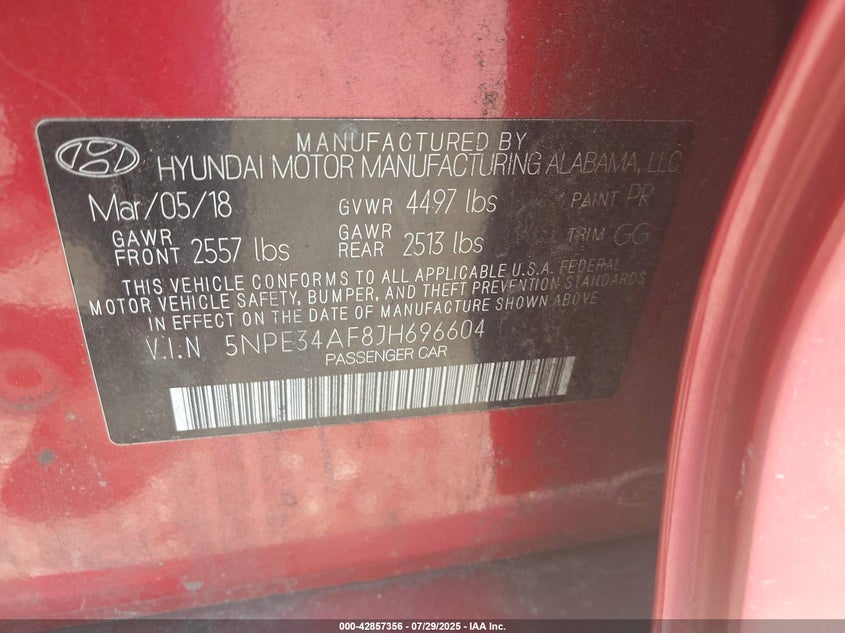 MANUFACTURED BY
HYUNDAI MOTOR MANUFACTURING ALABAMA, LLC
Mar/05/18 GVWR 4497 lbs PAINT PR
GAWR FRONT 2557 lbs GAWR REAR 2513 lbs TRIM GG
THIS VEHICLE CONFORMS TO ALL APPLICABLE U.S.A. FEDERAL
MOTOR VEHICLE SAFETY, BUMPER, AND THEFT PREVENTION STANDARDS
IN EFFECT ON THE DATE OF MANUFACTURE SHOWN ABOVE
V.I.N 5NPE34AF8JH696604
PASSENGER CAR
000-42857356 | 07/29/2025 - IAA Inc.